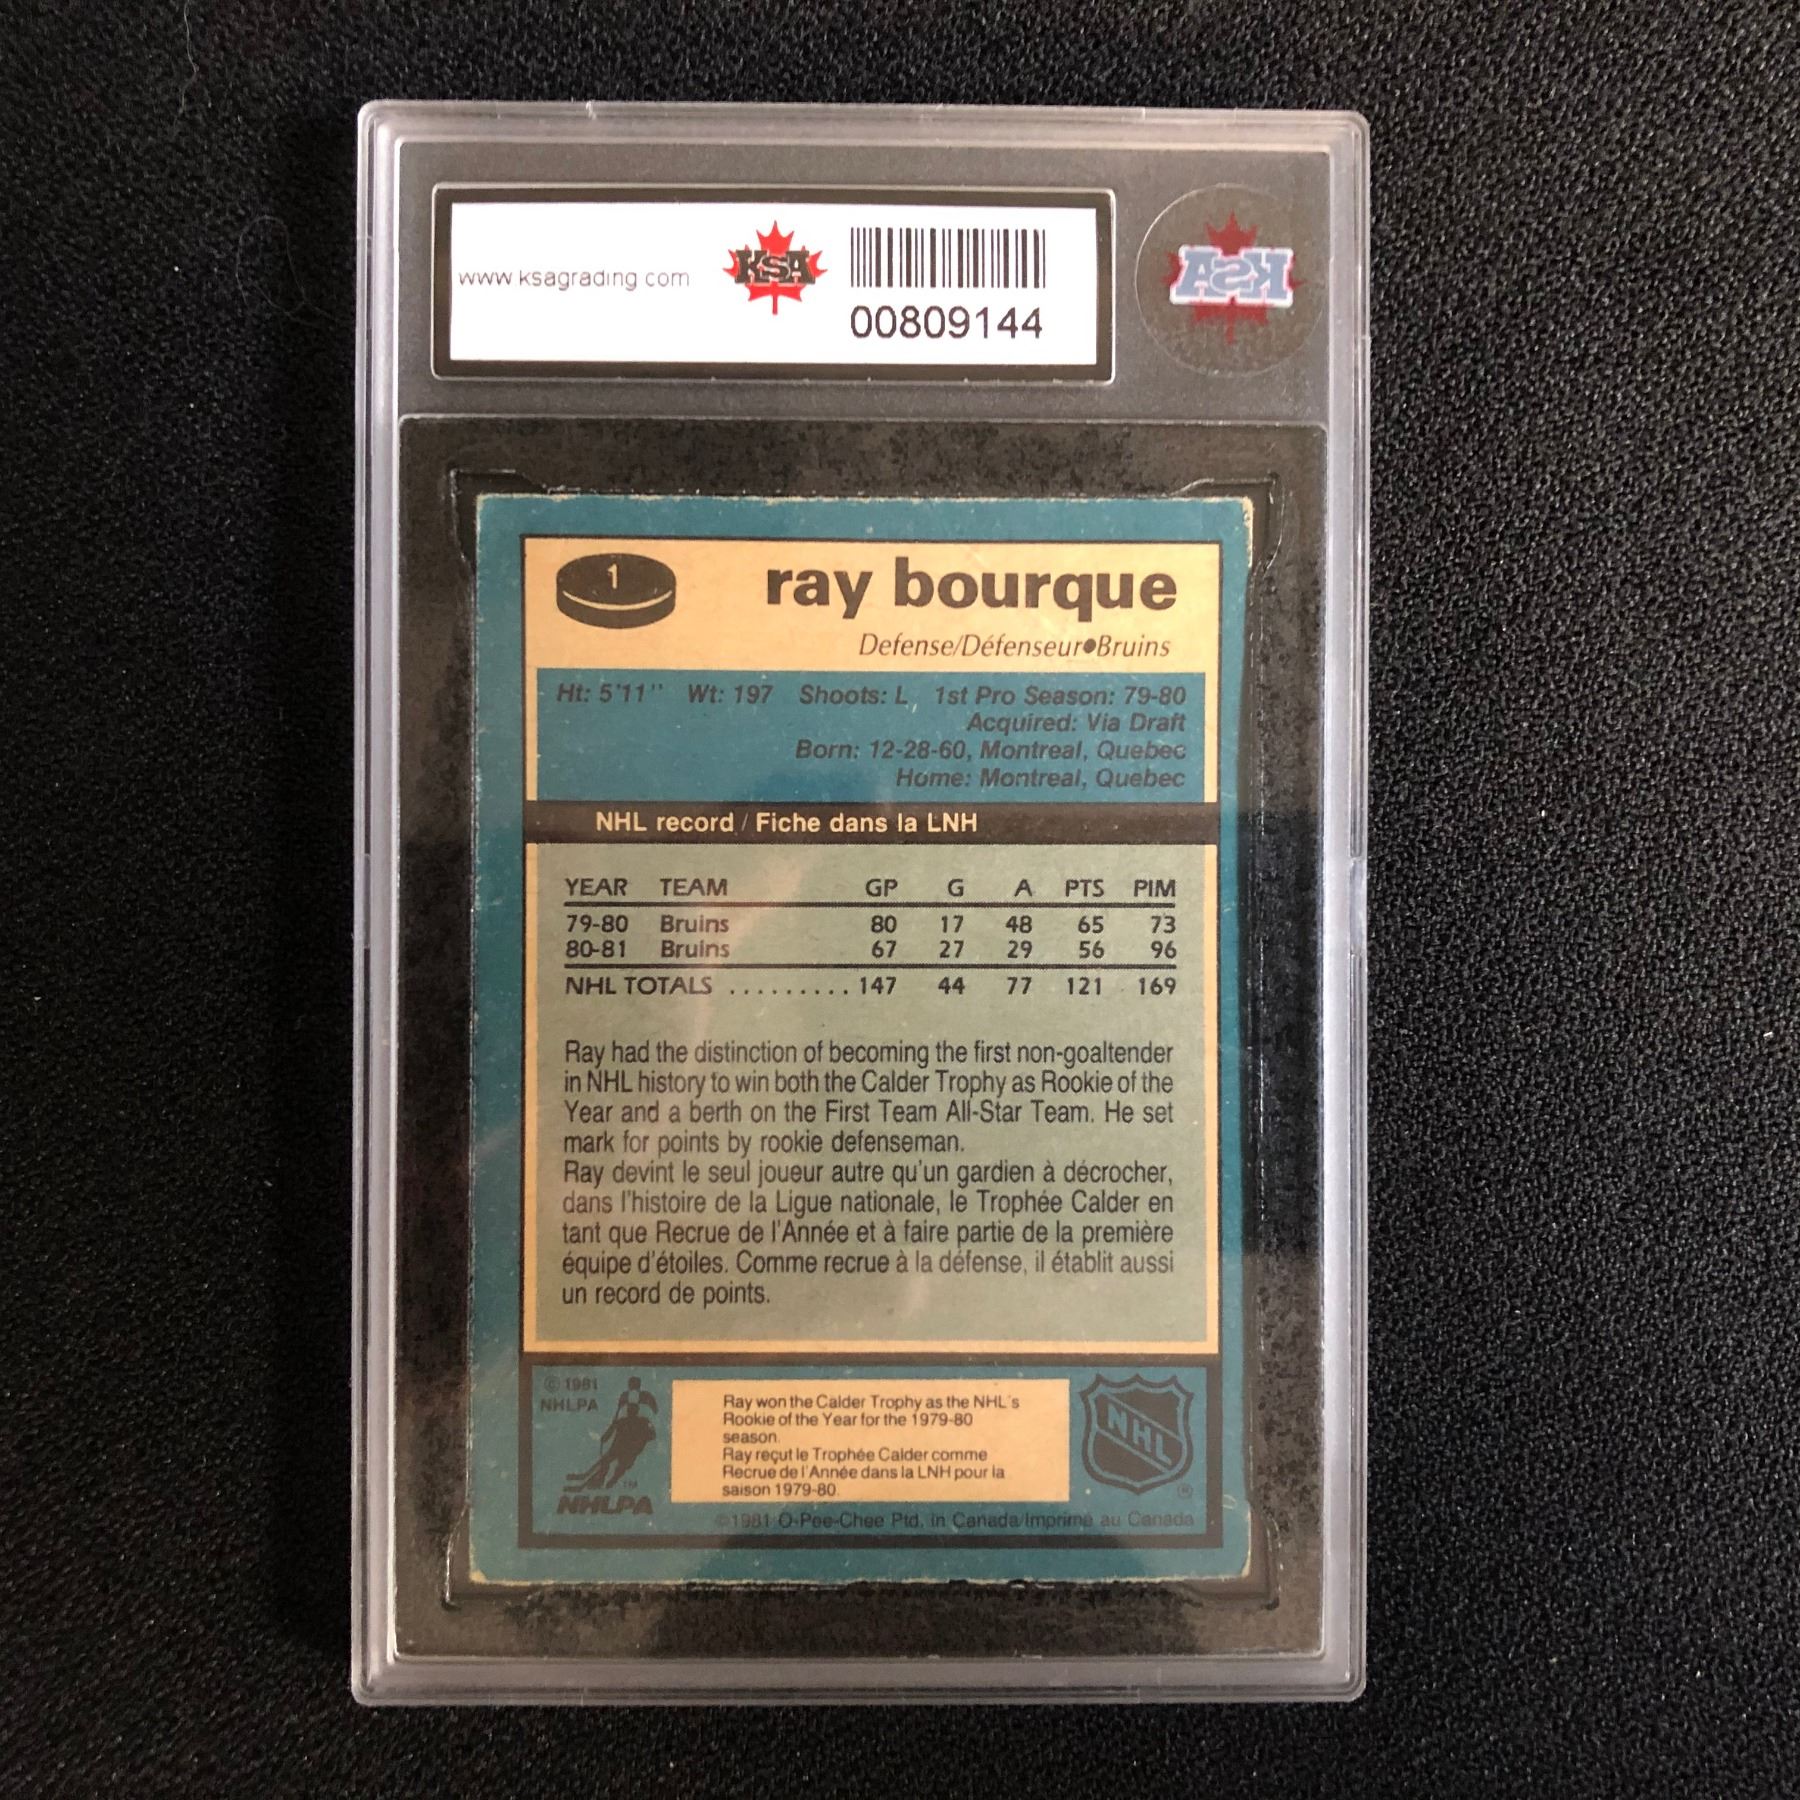 www.ksagrading.com
KSA
00809144
KSA
1
ray bourque
Defense/Défenseur●Bruins
Ht: 5'11" Wt: 197 Shoots: L 1st Pro Season: 79-80
Acquired: Via Draft
Born: 12-28-60, Montreal, Quebec
Home: Montreal, Quebec
NHL record / Fiche dans la LNH
YEAR TEAM GP G A PTS PIM
79-80 Bruins 80 17 48 65 73
80-81 Bruins 67 27 29 56 96
NHL TOTALS ......... 147 44 77 121 169
Ray had the distinction of becoming the first non-goaltender
in NHL history to win both the Calder Trophy as Rookie of the
Year and a berth on the First Team All-Star Team. He set
mark for points by rookie defenseman.
Ray devint le seul joueur autre qu'un gardien à décrocher,
dans l'histoire de la Ligue nationale, le Trophée Calder en
tant que Recrue de l'Année et à faire partie de la première
équipe d'étoiles. Comme recrue à la défense, il établit aussi
un record de points.
© 1981
NHLPA
TM
NHLPA
Ray won the Calder Trophy as the NHL's
Rookie of the Year for the 1979-80
season.
Ray reçut le Trophée Calder comme
Recrue de l'Année dans la LNH pour la
saison 1979-80.
NHL
®
©1981 O-Pee-Chee Ptd. in Canada/Imprimé au Canada